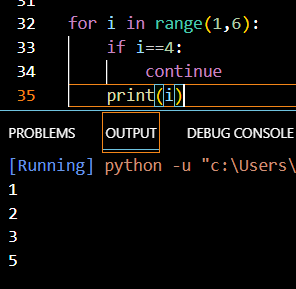 31
32 for i in range(1,6):
33     if i==4:
34         continue
35     print(i)
PROBLEMS OUTPUT DEBUG CONSOLE
[Running] python -u "c:\Users\
1
2
3
5